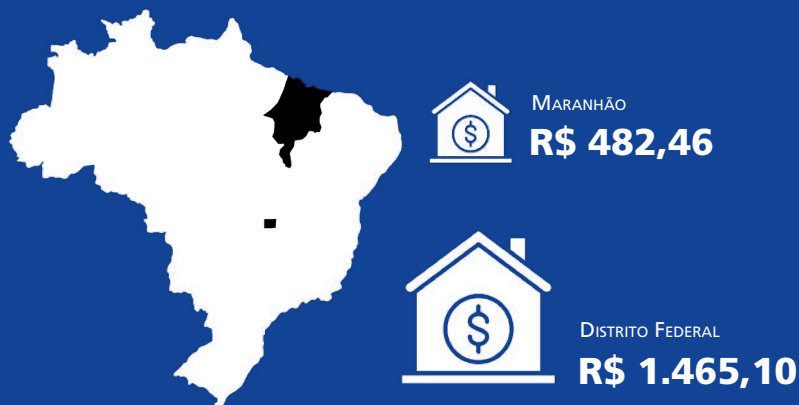 Maranhão
R$ 482,46
Distrito Federal
R$ 1.465,10